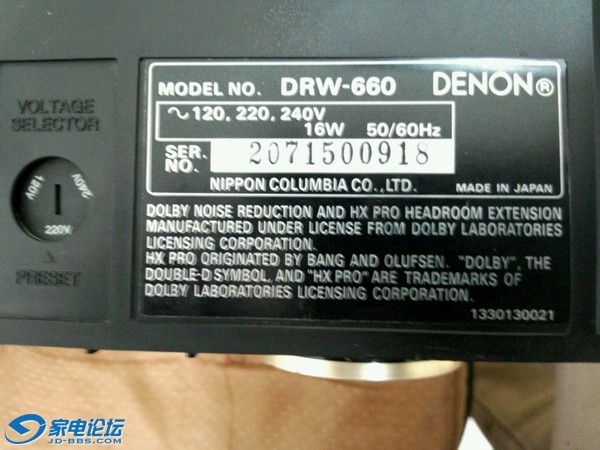 VOLTAGE
SELECTOR
240V
220V
PRESET
MODEL NO. DRW-660 DENON®
~120, 220, 240V
16W 50/60Hz
SER. NO. 2071500918
NIPPON COLUMBIA CO., LTD. MADE IN JAPAN
DOLBY NOISE REDUCTION AND HX PRO HEADROOM EXTENSION
MANUFACTURED UNDER LICENSE FROM DOLBY LABORATORIES
LICENSING CORPORATION.
HX PRO ORIGINATED BY BANG AND OLUFSEN. "DOLBY", THE
DOUBLE-D SYMBOL, AND "HX PRO" ARE TRADEMARKS OF
DOLBY LABORATORIES LICENSING CORPORATION.
1330130021
家电论坛
JD-BBS.COM